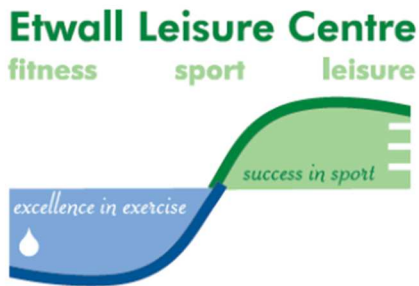 Etwall Leisure Centre
fitness sport leisure
success in sport
excellence in exercise